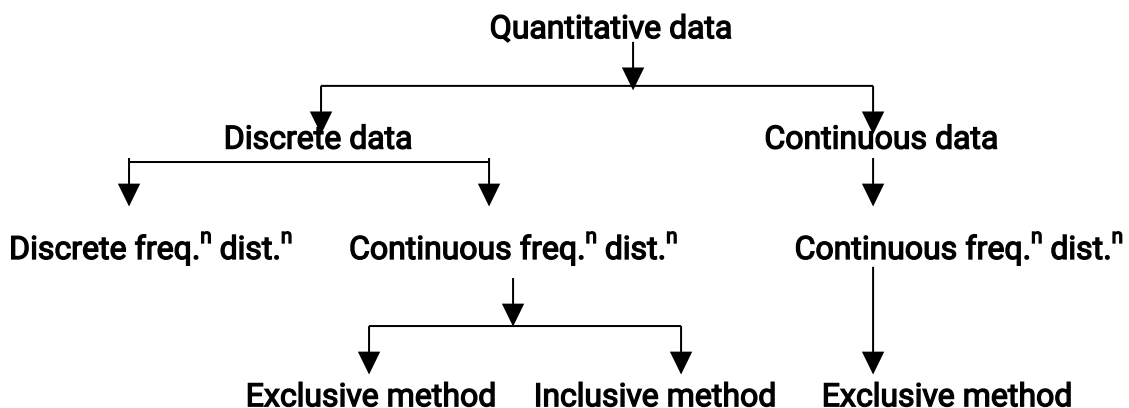 Quantitative data
Discrete data
Continuous data
Discrete freq.ⁿ dist.ⁿ
Continuous freq.ⁿ dist.ⁿ
Continuous freq.ⁿ dist.ⁿ
Exclusive method
Inclusive method
Exclusive method